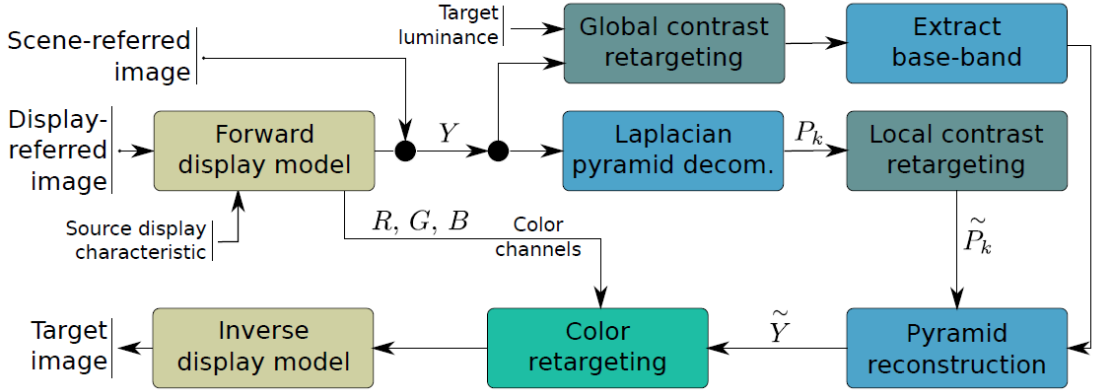 Scene-referred
image
Target
luminance
Global contrast
retargeting
Extract
base-band
Display-
referred
image
Forward
display model
Y
Laplacian
pyramid decom.
P_k
Local contrast
retargeting
Source display
characteristic
R, G, B
Color
channels
P̃_k
Target
image
Inverse
display model
Color
retargeting
Ỹ
Pyramid
reconstruction